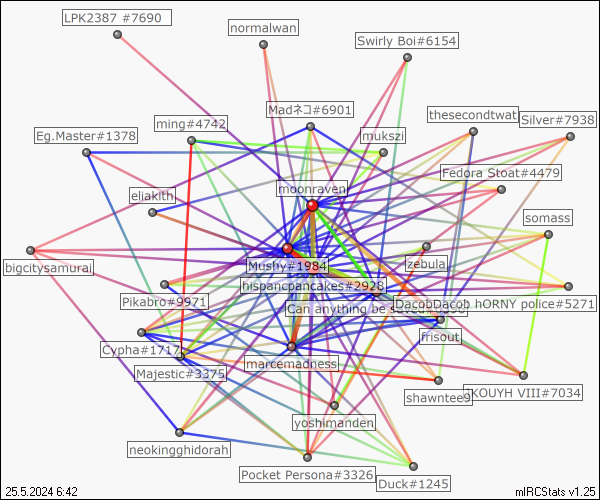 LPK2387 #7690
normalwan
Swirly Boi#6154
Madネコ#6901
thesecondtwat
Silver#7938
ming#4742
Eg.Master#1378
mukszi
Fedora Stoat#4479
moonraven
eliakith
somass
zebula
bigcitysamurai
Mushy#1984
hispancpancakes#2928
Pikabro#9971
Can anything be saved
DacobDacob hORNY police#5271
frisout
Cypha#1717
marcemadness
Majestic#3375
shawntee9
KOUYH VIII#7034
yoshimanden
neokingghidorah
Pocket Persona#3326
Duck#1245
25.5.2024 6:42
mIRCStats v1.25